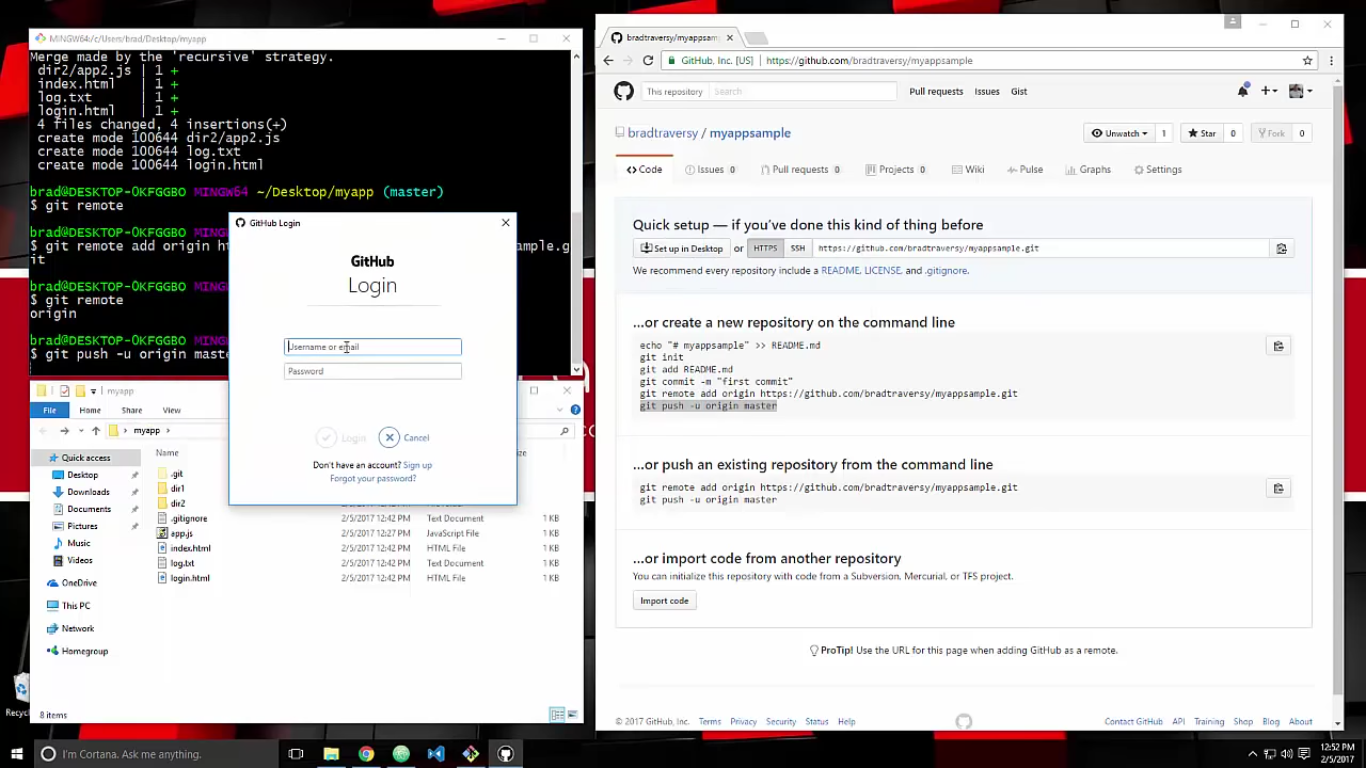 MINGW64:/c/Users/brad/Desktop/myapp
Merge made by the 'recursive' strategy.
dir2/app2.js | 1 +
index.html | 1 +
log.txt | 1 +
login.html | 1 +
4 files changed, 4 insertions(+)
create mode 100644 dir2/app2.js
create mode 100644 log.txt
create mode 100644 login.html
brad@DESKTOP-0KFGGBO MINGW64 ~/Desktop/myapp (master)
$ git remote
brad@DESKTOP-0KFGGBO MING
$ git remote add origin ht
ample.g
it
brad@DESKTOP-0KFGGBO MING
$ git remote
origin
brad@DESKTOP-0KFGGBO MING
$ git push -u origin mast
GitHub Login
GitHub
Login
Username or email
Password
Login
Cancel
Don't have an account? Sign up
Forgot your password?
myapp
File Home Share View
myapp
Name
Quick access
Desktop
Downloads
Documents
Pictures
Music
Videos
OneDrive
This PC
Network
Homegroup
.git
dir1
dir2
.gitignore 2/5/2017 12:42 PM Text Document 1 KB
app.js 2/5/2017 12:27 PM JavaScript File 1 KB
index.html 2/5/2017 12:42 PM HTML File 1 KB
log.txt 2/5/2017 12:42 PM Text Document 1 KB
login.html 2/5/2017 12:42 PM HTML File 1 KB
8 items
bradtraversy/myappsam
GitHub, Inc. [US] https://github.com/bradtraversy/myappsample
This repository Search Pull requests Issues Gist
bradtraversy / myappsample
Unwatch 1 Star 0 Fork 0
Code Issues 0 Pull requests 0 Projects 0 Wiki Pulse Graphs Settings
Quick setup — if you've done this kind of thing before
Set up in Desktop or HTTPS SSH https://github.com/bradtraversy/myappsample.git
We recommend every repository include a README, LICENSE, and .gitignore.
...or create a new repository on the command line
echo "# myappsample" >> README.md
git init
git add README.md
git commit -m "first commit"
git remote add origin https://github.com/bradtraversy/myappsample.git
git push -u origin master
...or push an existing repository from the command line
git remote add origin https://github.com/bradtraversy/myappsample.git
git push -u origin master
...or import code from another repository
You can initialize this repository with code from a Subversion, Mercurial, or TFS project.
Import code
ProTip! Use the URL for this page when adding GitHub as a remote.
© 2017 GitHub, Inc. Terms Privacy Security Status Help
Contact GitHub API Training Shop Blog About
Recyc
I'm Cortana. Ask me anything.
12:52 PM
2/5/2017